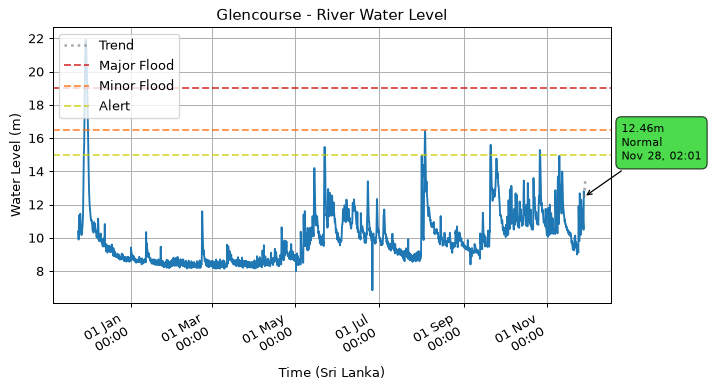 Glencourse - River Water Level
Trend
Major Flood
Minor Flood
Alert
12.46m
Normal
Nov 28, 02:01
Water Level (m)
22
20
18
16
14
12
10
8
01 Jan
00:00
01 Mar
00:00
01 May
00:00
01 Jul
00:00
01 Sep
00:00
01 Nov
00:00
Time (Sri Lanka)